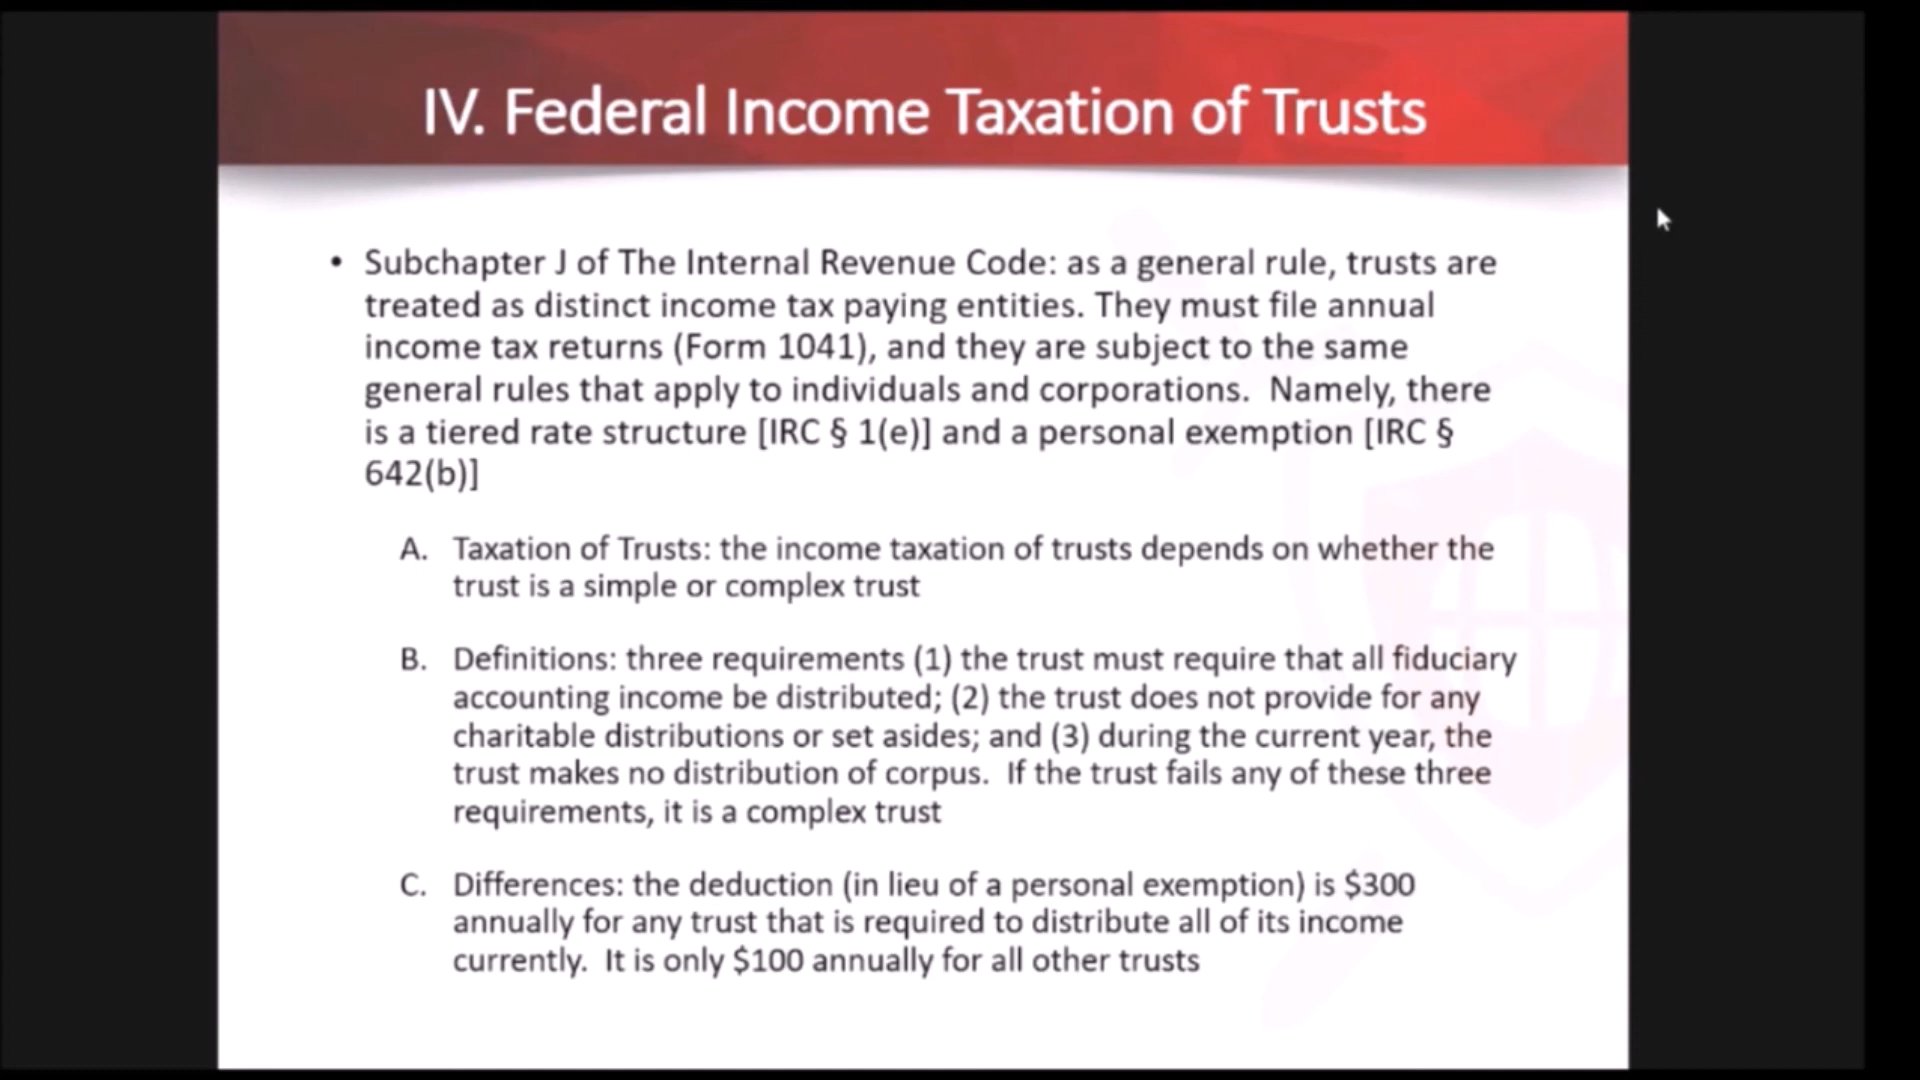 IV. Federal Income Taxation of Trusts
• Subchapter J of The Internal Revenue Code: as a general rule, trusts are
treated as distinct income tax paying entities. They must file annual
income tax returns (Form 1041), and they are subject to the same
general rules that apply to individuals and corporations.  Namely, there
is a tiered rate structure [IRC § 1(e)] and a personal exemption [IRC §
642(b)]
A. Taxation of Trusts: the income taxation of trusts depends on whether the
trust is a simple or complex trust
B. Definitions: three requirements (1) the trust must require that all fiduciary
accounting income be distributed; (2) the trust does not provide for any
charitable distributions or set asides; and (3) during the current year, the
trust makes no distribution of corpus.  If the trust fails any of these three
requirements, it is a complex trust
C. Differences: the deduction (in lieu of a personal exemption) is $300
annually for any trust that is required to distribute all of its income
currently.  It is only $100 annually for all other trusts